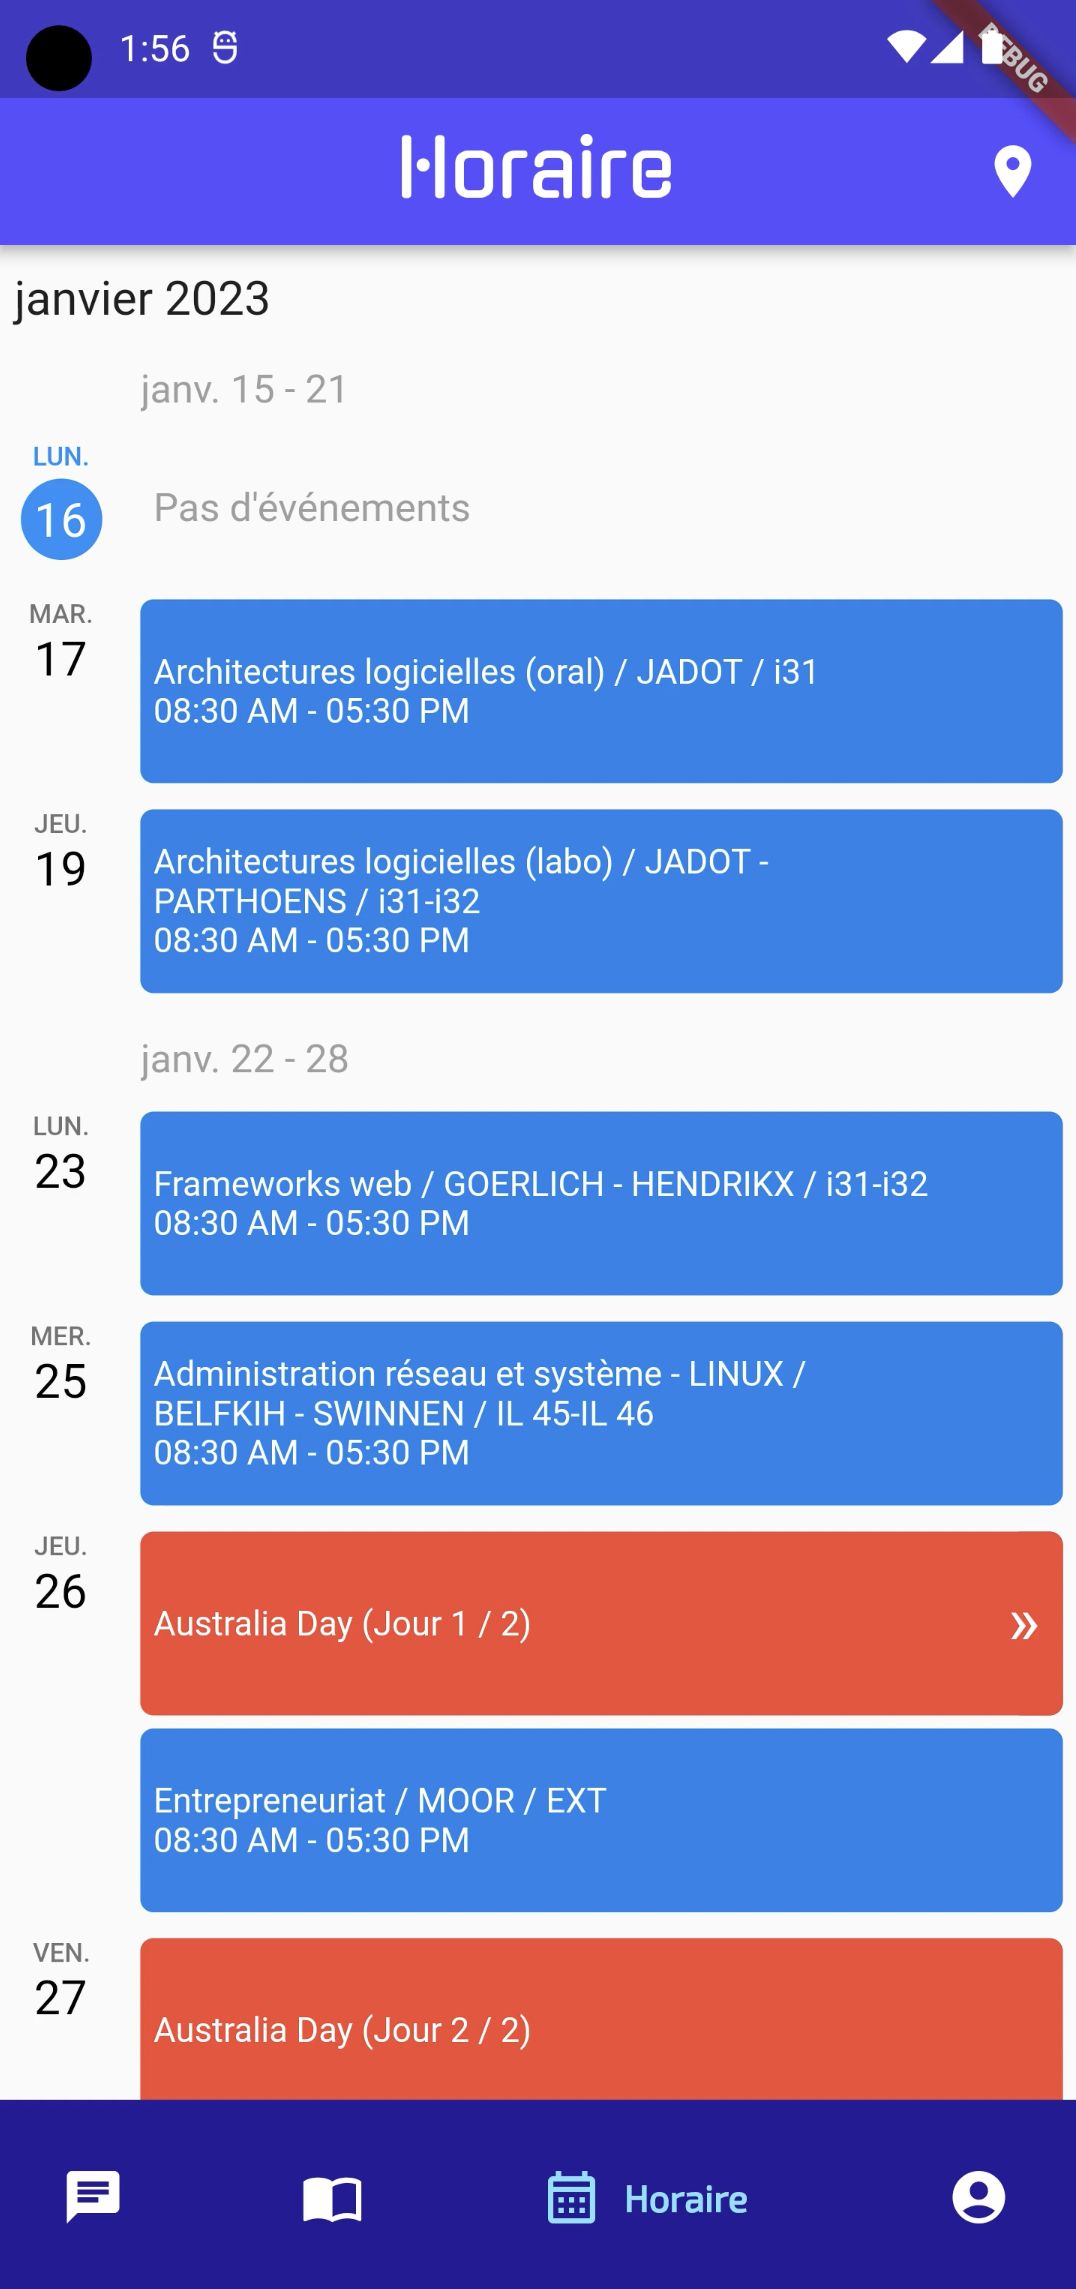 1:56
DEBUG
Horaire
janvier 2023
janv. 15 - 21
LUN.
16
Pas d'événements
MAR.
17
Architectures logicielles (oral) / JADOT / i31
08:30 AM - 05:30 PM
JEU.
19
Architectures logicielles (labo) / JADOT -
PARTHOENS / i31-i32
08:30 AM - 05:30 PM
janv. 22 - 28
LUN.
23
Frameworks web / GOERLICH - HENDRIKX / i31-i32
08:30 AM - 05:30 PM
MER.
25
Administration réseau et système - LINUX /
BELFKIH - SWINNEN / IL 45-IL 46
08:30 AM - 05:30 PM
JEU.
26
Australia Day (Jour 1 / 2)
Entrepreneuriat / MOOR / EXT
08:30 AM - 05:30 PM
VEN.
27
Australia Day (Jour 2 / 2)
Horaire